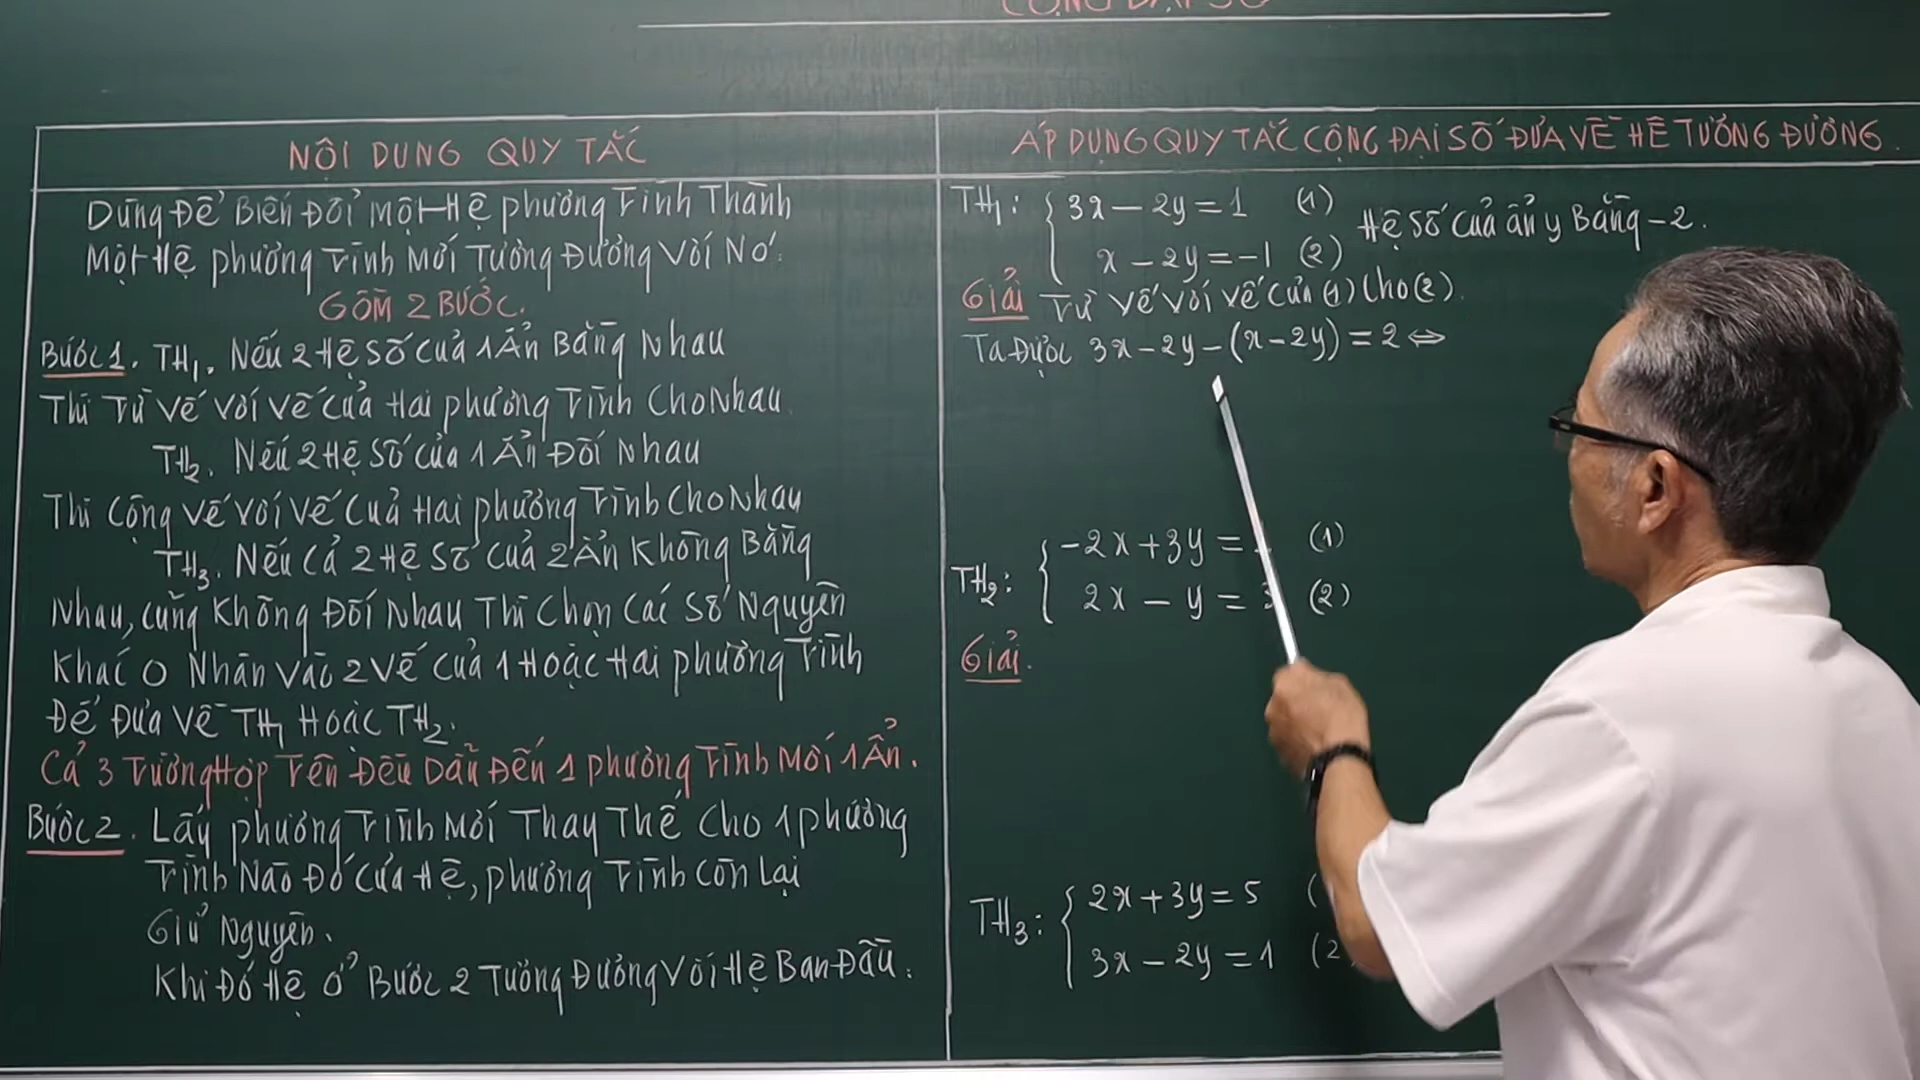 CỘNG ĐẠI SỐ
NỘI DUNG QUY TẮC
Dùng Để Biến Đổi Một Hệ phương Trình Thành
Một Hệ phương Trình Mới Tương Đương Với Nó.
GỒM 2 BƯỚC.
Bước 1. TH1. Nếu 2 Hệ Số Của 1 Ẩn Bằng Nhau
Thì Trừ Vế Với Vế Của Hai phương Trình Cho Nhau.
TH2. Nếu 2 Hệ Số Của 1 Ẩn Đối Nhau
Thì Cộng Vế Với Vế Của Hai phương Trình Cho Nhau
TH3. Nếu Cả 2 Hệ Số Của 2 Ẩn Không Bằng
Nhau, cũng Không Đối Nhau Thì Chọn Các Số Nguyên
Khác 0 Nhân Vào 2 Vế Của 1 Hoặc Hai phương Trình
Để Đưa Về TH1 Hoặc TH2.
Cả 3 Trường Hợp Trên Đều Dẫn Đến 1 phương Trình Mới 1 Ẩn.
Bước 2. Lấy phương Trình Mới Thay Thế Cho 1 phương
Trình Nào Đó Của Hệ, phương Trình Còn Lại
Giữ Nguyên.
Khi Đó Hệ Ở Bước 2 Tương Đương Với Hệ Ban Đầu.
ÁP DỤNG QUY TẮC CỘNG ĐẠI SỐ ĐƯA VỀ HỆ TƯƠNG ĐƯƠNG.
TH1: { 3x - 2y = 1 (1)
x - 2y = -1 (2)
Hệ Số Của ẩn y Bằng -2.
Giải Trừ Vế Với Vế Của (1) Cho (2).
Ta Được 3x - 2y - (x - 2y) = 2 ⇔
TH2: { -2x + 3y = (1)
2x - y = 3 (2)
Giải.
TH3: { 2x + 3y = 5 (
3x - 2y = 1 (2